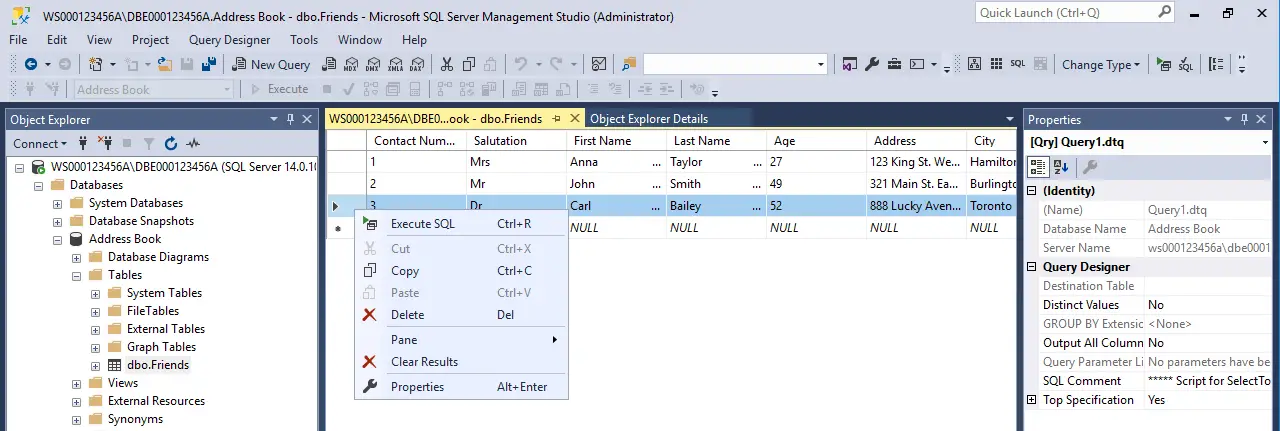 WS000123456A\DBE000123456A.Address Book - dbo.Friends - Microsoft SQL Server Management Studio (Administrator)
Quick Launch (Ctrl+Q)
File Edit View Project Query Designer Tools Window Help
New Query MDX DMX XMLA DAX SQL Change Type SQL
Address Book Execute
Object Explorer
Connect
WS000123456A\DBE000123456A (SQL Server 14.0.10
Databases
System Databases
Database Snapshots
Address Book
Database Diagrams
Tables
System Tables
FileTables
External Tables
Graph Tables
dbo.Friends
Views
External Resources
Synonyms
WS000123456A\DBE0...ook - dbo.Friends Object Explorer Details
Contact Num... Salutation First Name Last Name Age Address City
1 Mrs Anna ... Taylor ... 27 123 King St. We... Hamilton
2 Mr John ... Smith ... 49 321 Main St. Ea... Burlingt
3 Dr Carl ... Bailey ... 52 888 Lucky Aven... Toronto
NULL NULL NULL NULL NULL
Execute SQL Ctrl+R
Cut Ctrl+X
Copy Ctrl+C
Paste Ctrl+V
Delete Del
Pane
Clear Results
Properties Alt+Enter
Properties
[Qry] Query1.dtq
(Identity)
(Name) Query1.dtq
Database Name Address Book
Server Name ws000123456a\dbe0001
Query Designer
Destination Table
Distinct Values No
GROUP BY Extensio <None>
Output All Column No
Query Parameter Li No parameters have be
SQL Comment ***** Script for SelectTo
Top Specification Yes